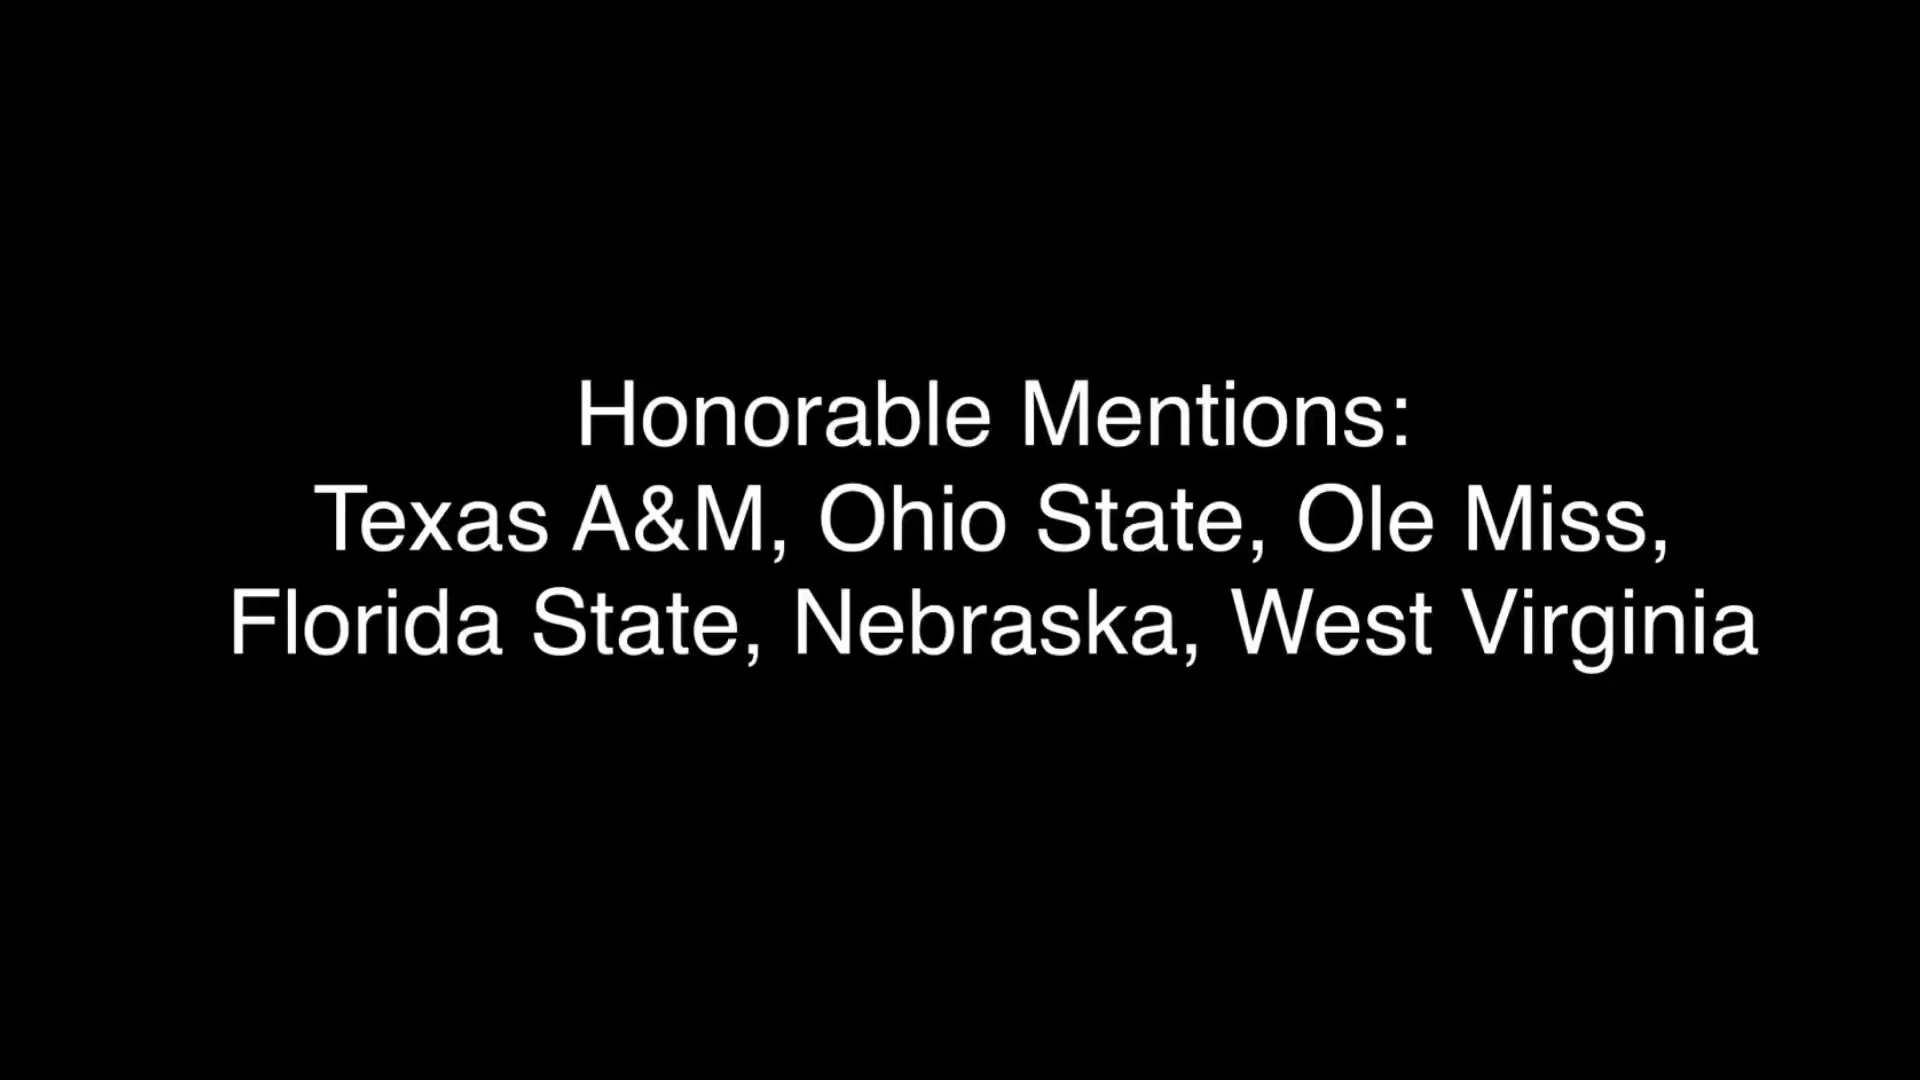 Honorable Mentions:
Texas A&M, Ohio State, Ole Miss,
Florida State, Nebraska, West Virginia